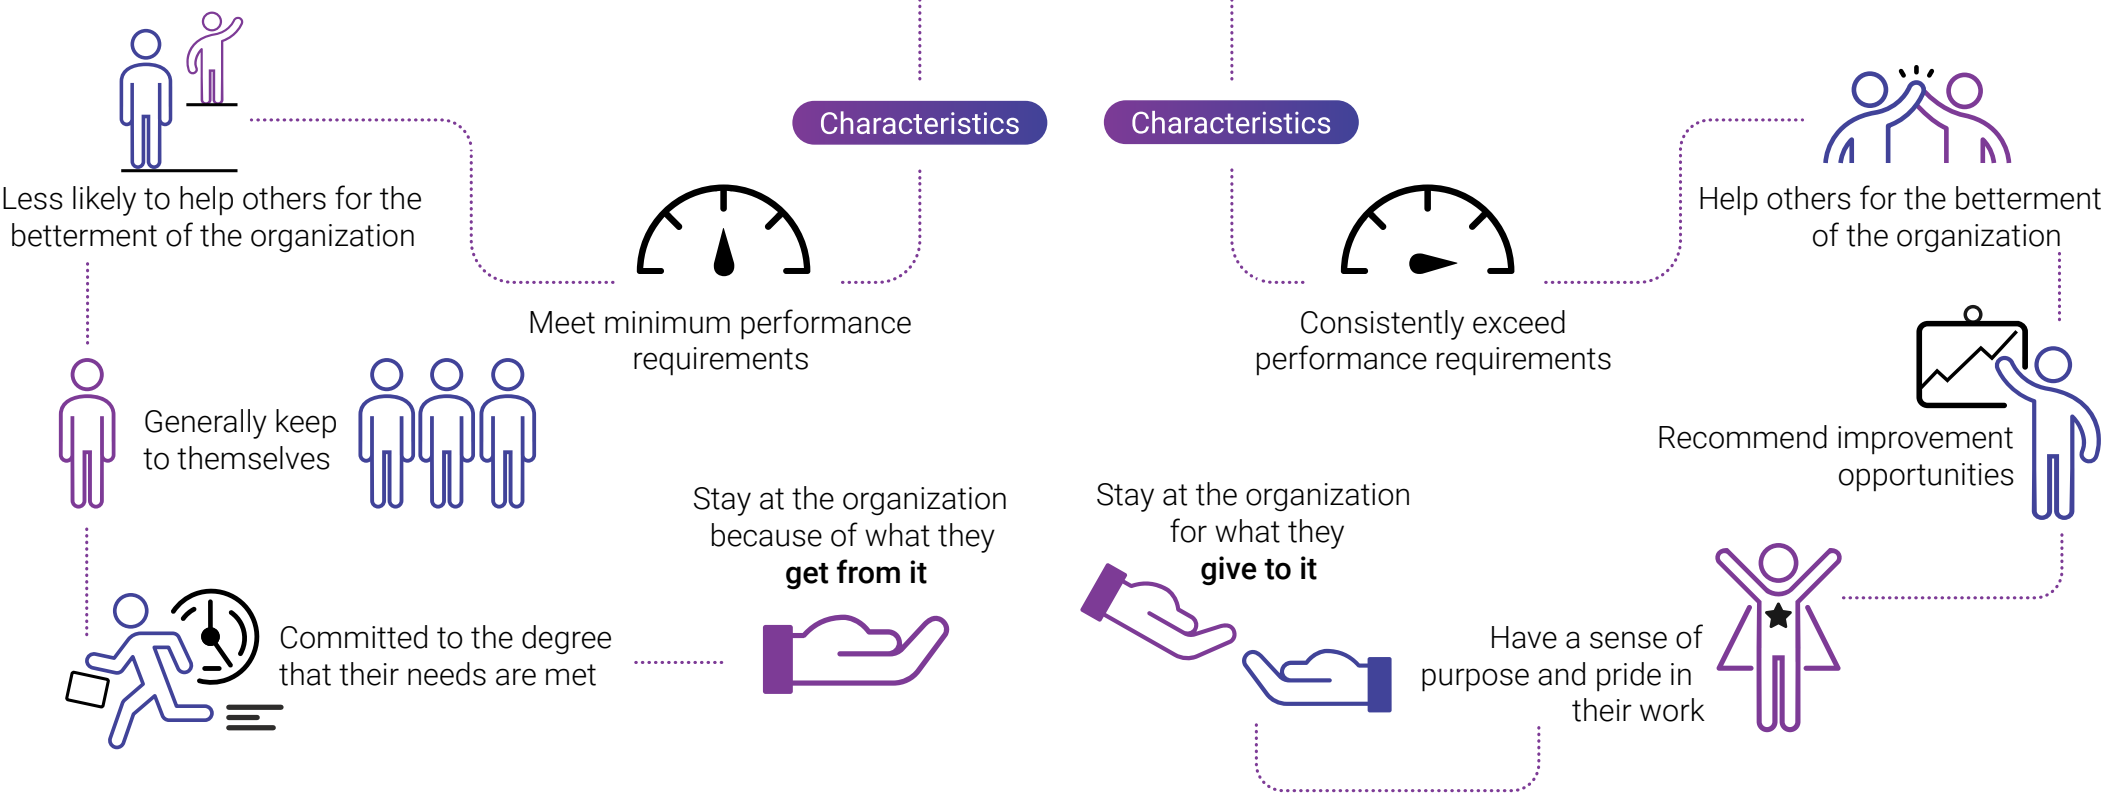 Characteristics
Meet minimum performance
requirements
Less likely to help others for the
betterment of the organization
Generally keep
to themselves
Committed to the degree
that their needs are met
Stay at the organization
because of what they
get from it
Characteristics
Consistently exceed
performance requirements
Help others for the betterment
of the organization
Recommend improvement
opportunities
Have a sense of
purpose and pride in
their work
Stay at the organization
for what they
give to it